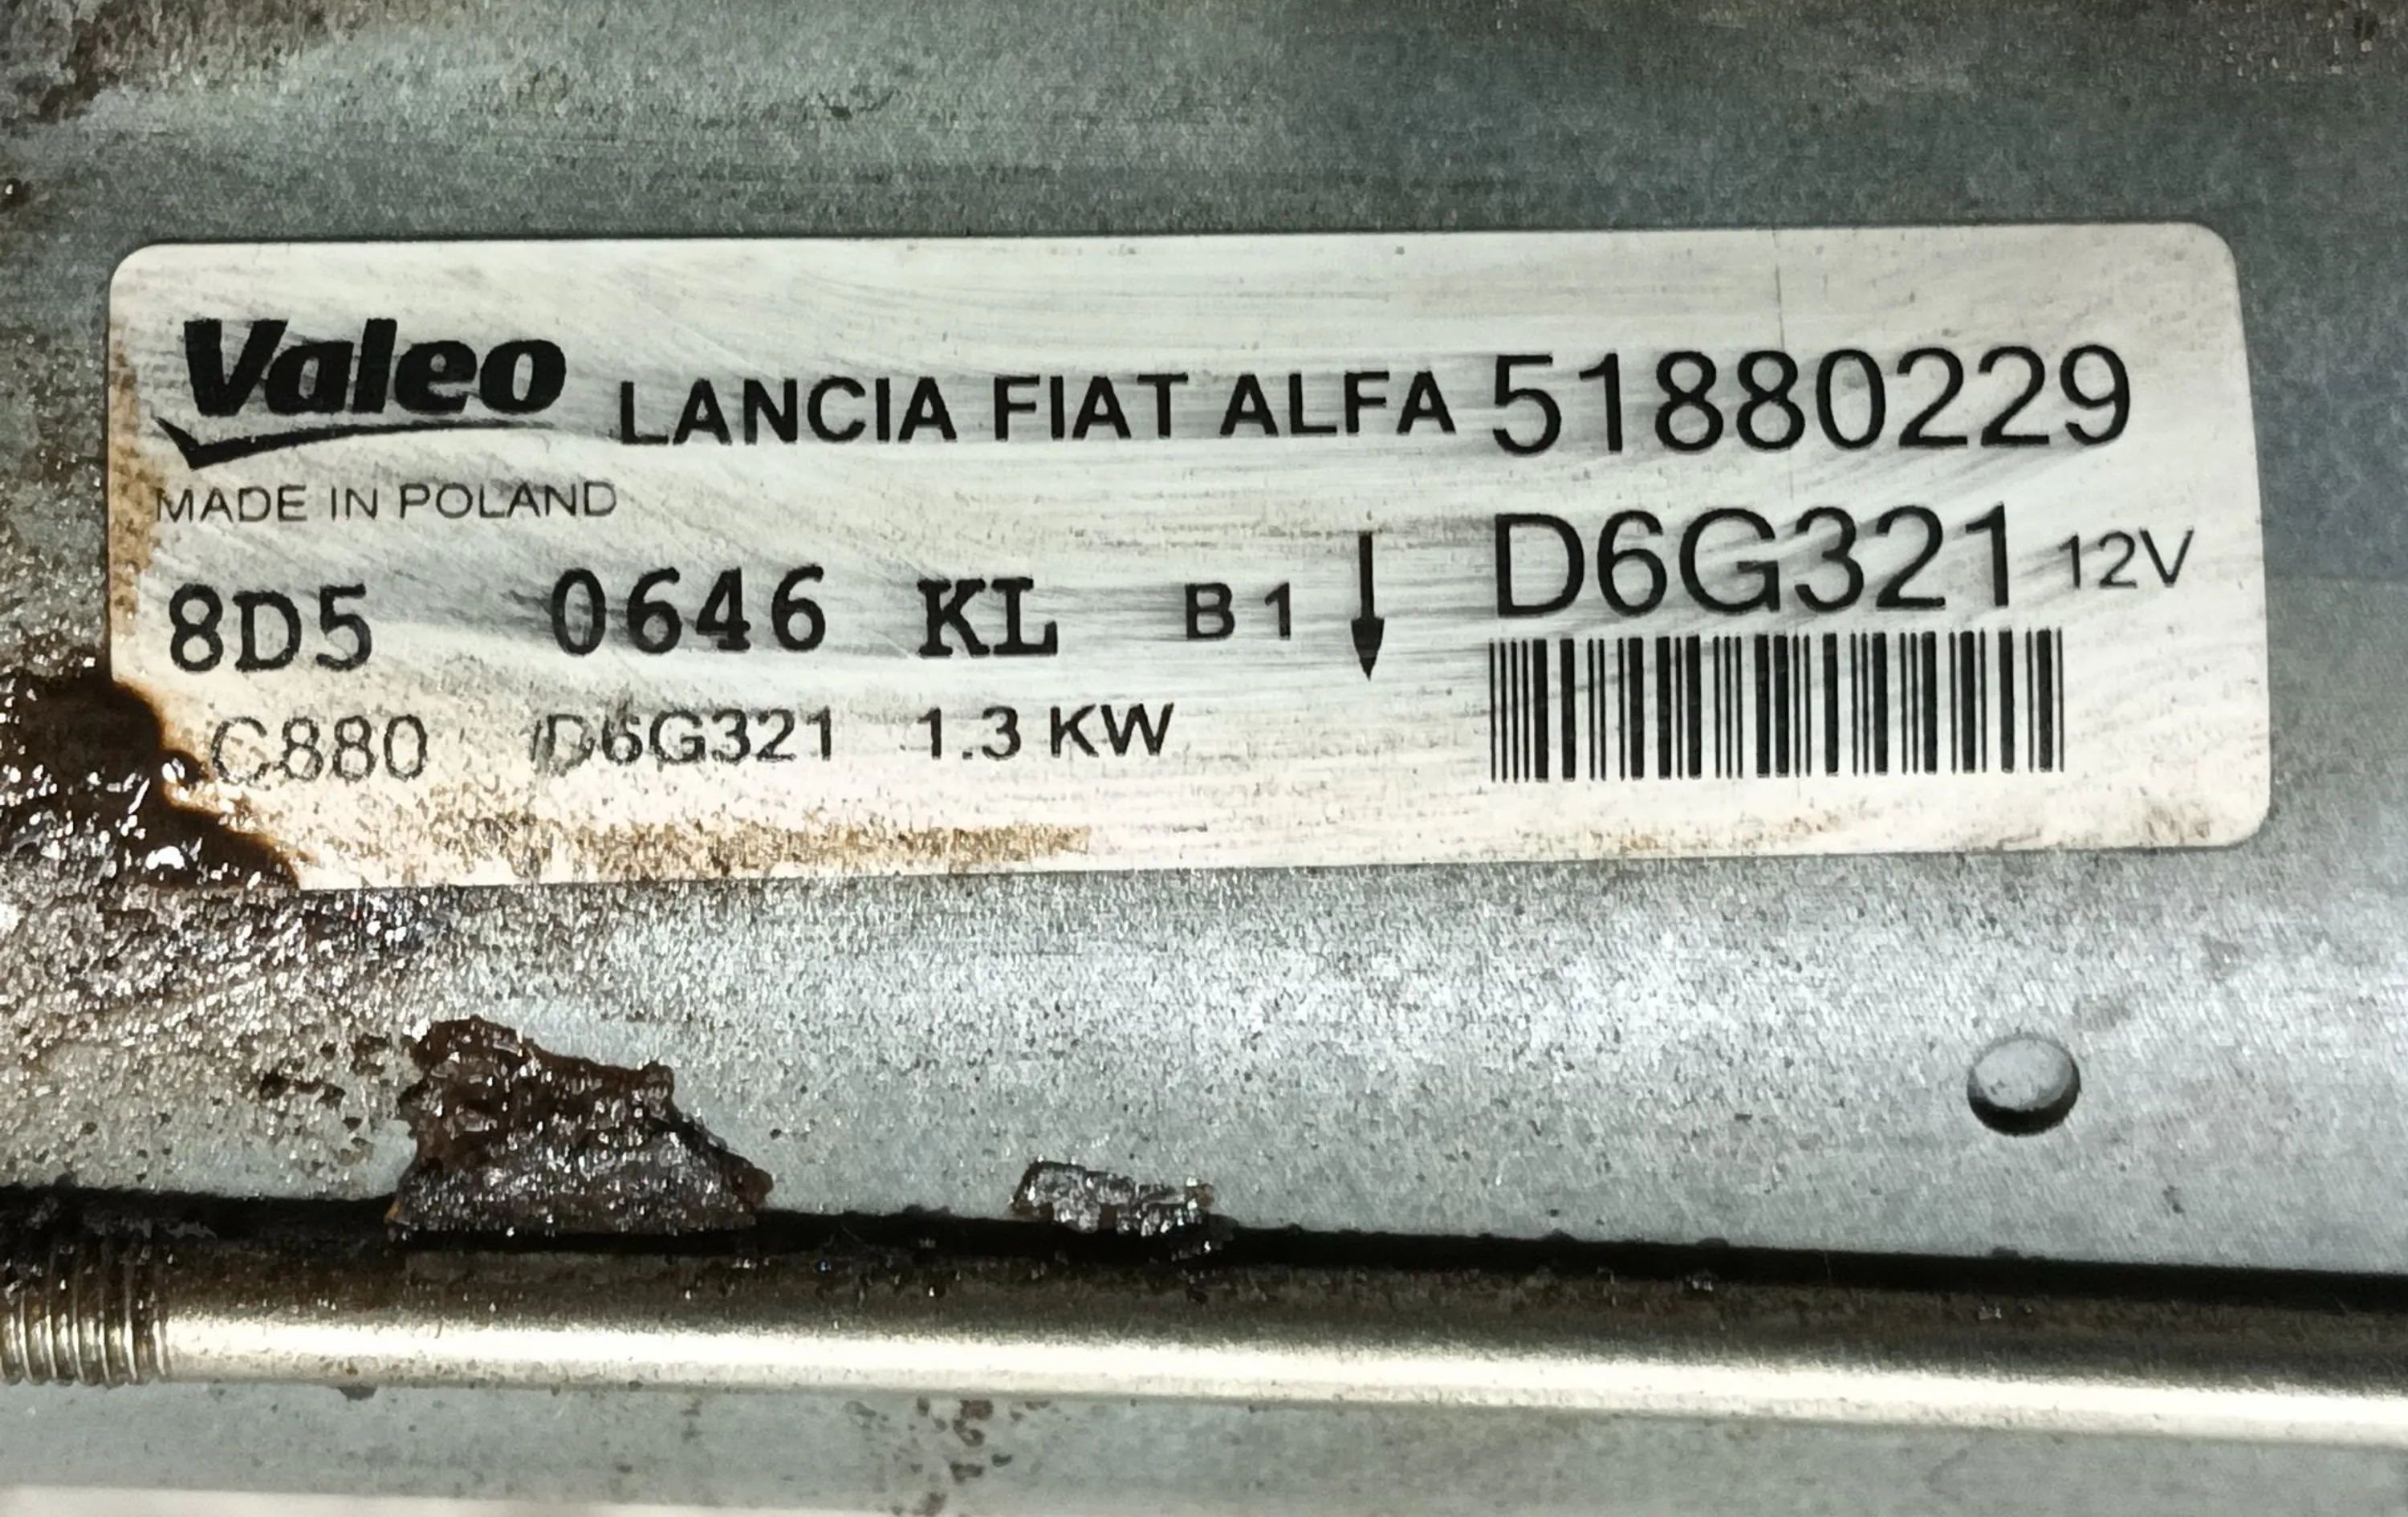 Valeo LANCIA FIAT ALFA 51880229
MADE IN POLAND
D6G321 12V
8D5 0646 KL B1
C880 D6G321 1.3 KW